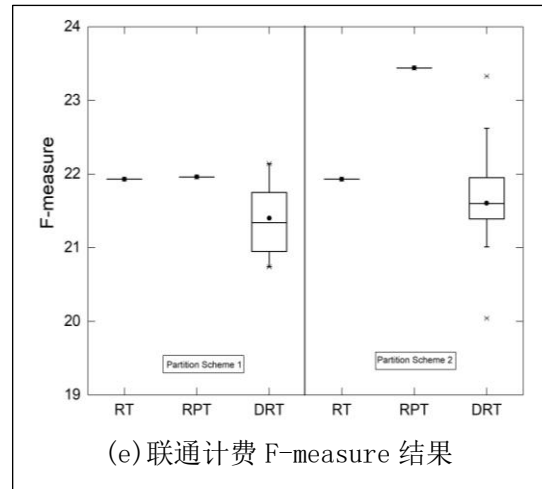 24
23
22
21
20
19
F-measure
Partition Scheme 1
Partition Scheme 2
RT RPT DRT RT RPT DRT
(e)联通计费 F-measure 结果